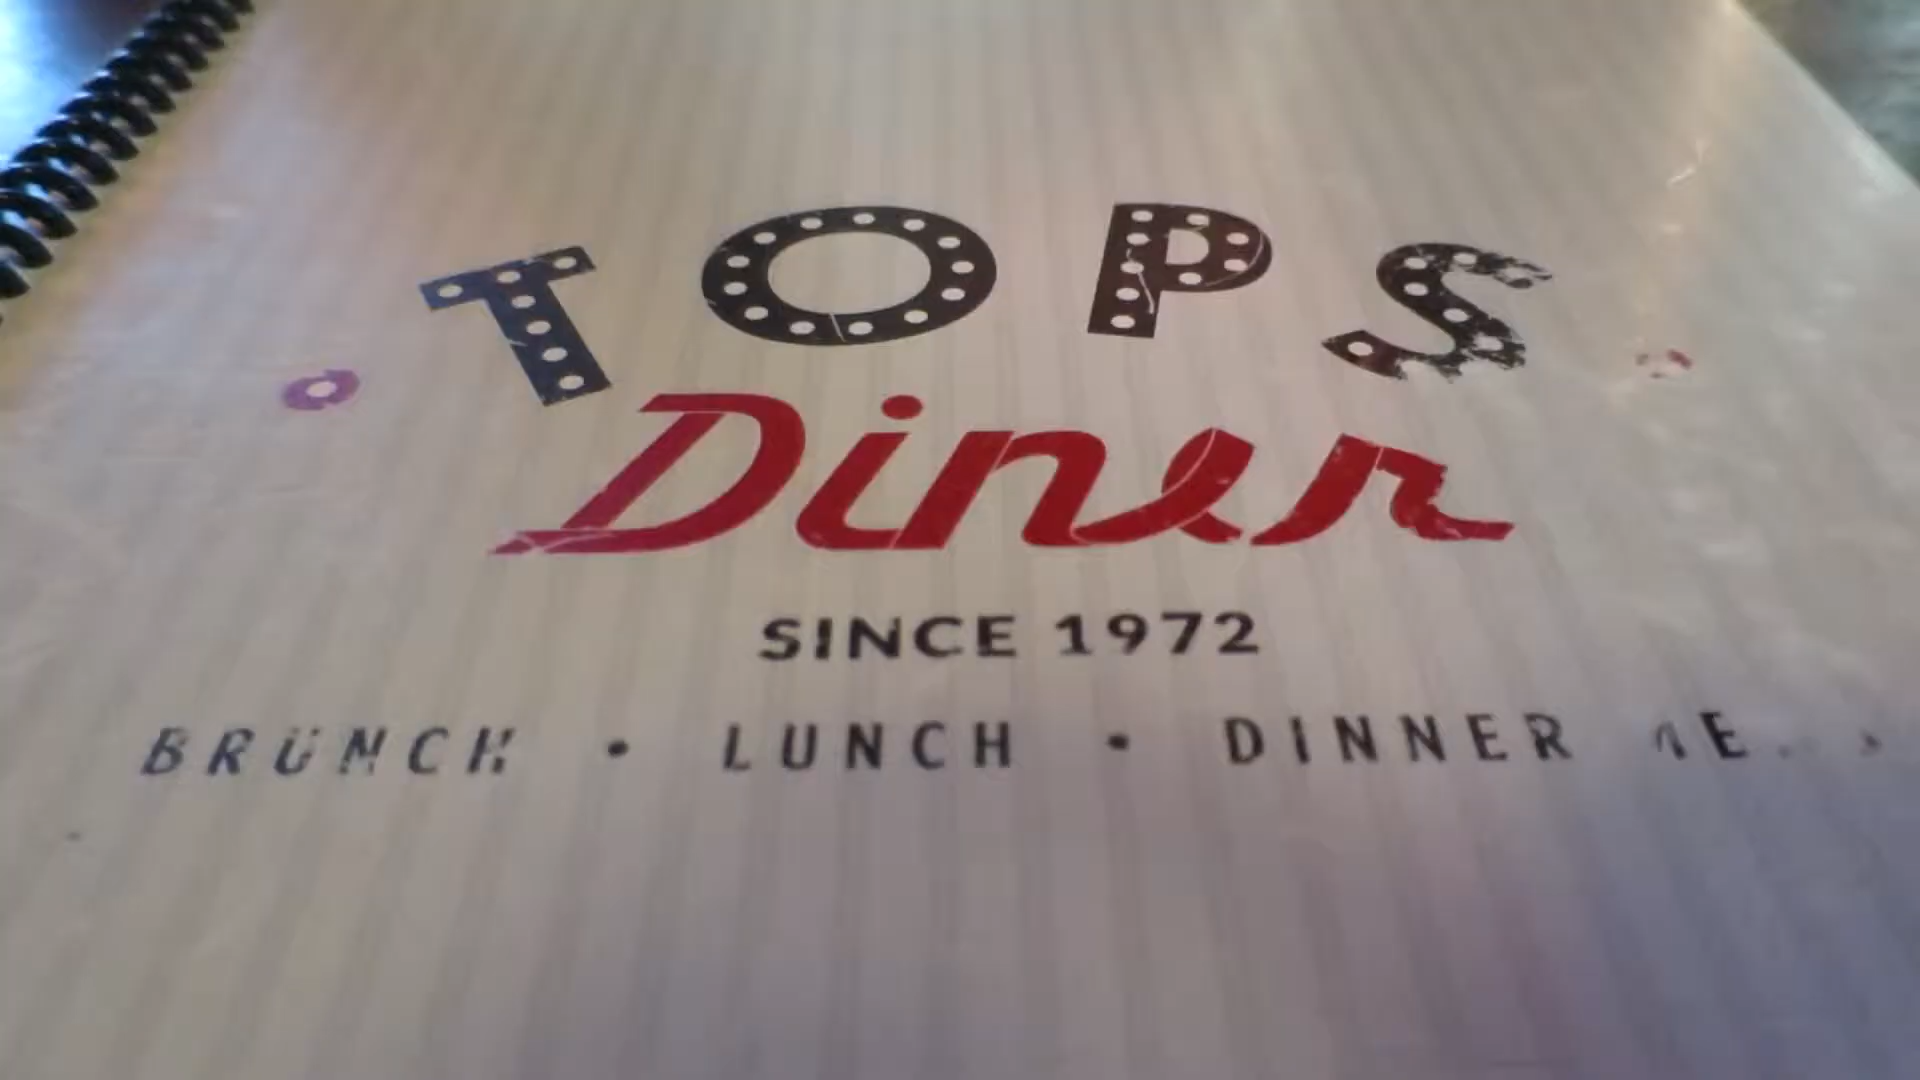 TOPS
Diner
SINCE 1972
BRUNCH • LUNCH • DINNER